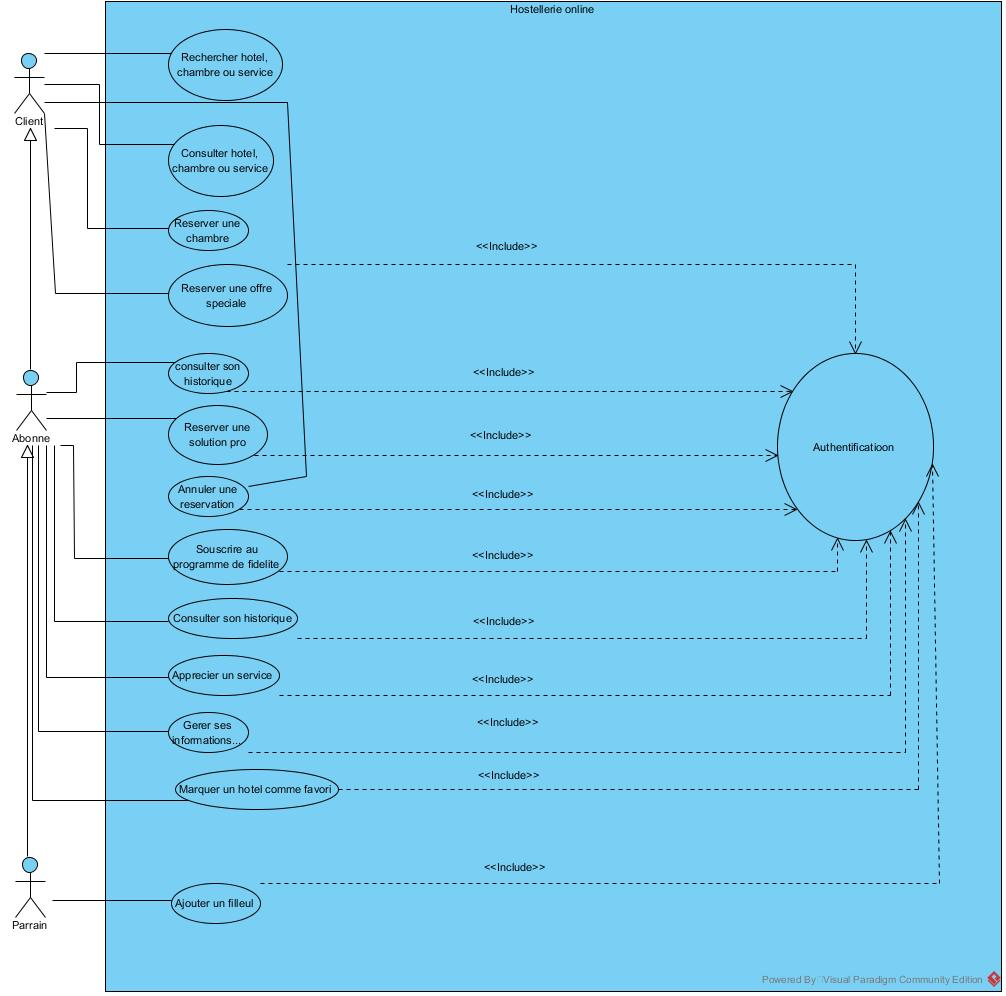 Hostellerie online
Rechercher hotel,
chambre ou service
Client
Consulter hotel,
chambre ou service
Reserver une
chambre
<<Include>>
Reserver une offre
speciale
consulter son
historique
<<Include>>
Abonne
Reserver une
solution pro
<<Include>>
Authentificatioon
Annuler une
reservation
<<Include>>
Souscrire au
programme de fidelite
<<Include>>
Consulter son historique
<<Include>>
Apprecier un service
<<Include>>
Gerer ses
informations...
<<Include>>
Marquer un hotel comme favori
<<Include>>
<<Include>>
Ajouter un filleul
Parrain
Powered By Visual Paradigm Community Edition